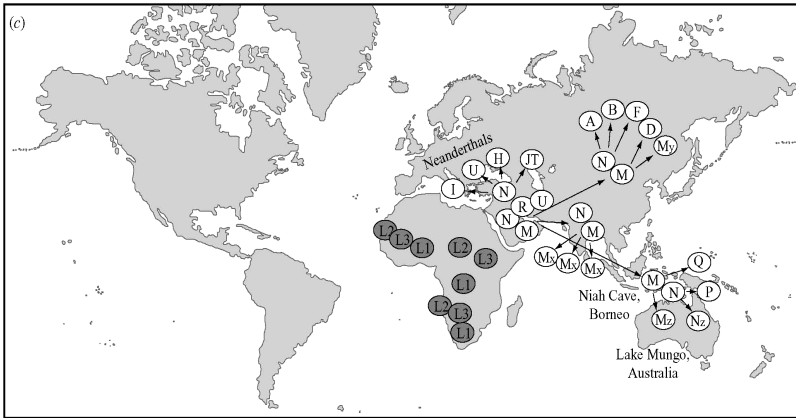 (c)
Neanderthals
A
B
F
D
My
N
M
H
JT
U
I
N
R
U
N
M
N
M
Mx
Mx
Mx
L2
L3
L1
L2
L3
L1
L2
L3
L1
M
Q
N
P
Mz
Nz
Niah Cave,
Borneo
Lake Mungo,
Australia